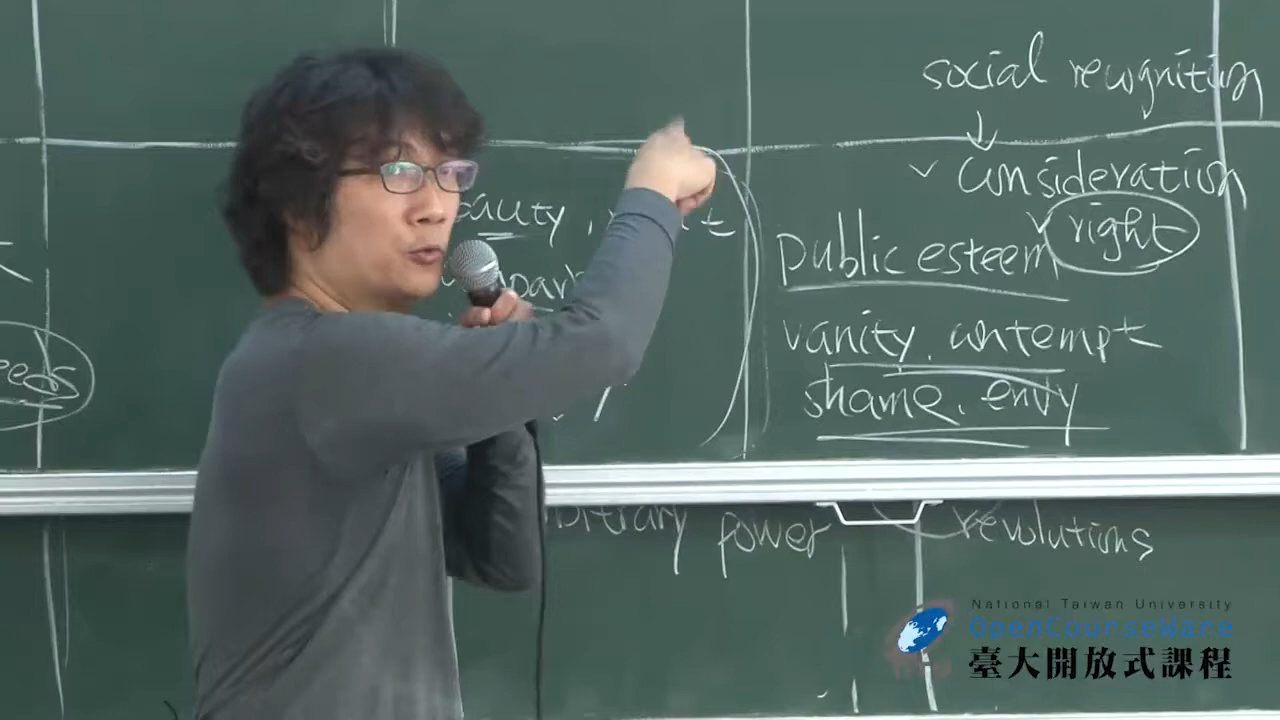 social recognition
↓
✓ consideration
✓ right
public esteem
vanity, contempt
shame, envy
power
revolutions
National Taiwan University
OpenCourseWare
臺大開放式課程